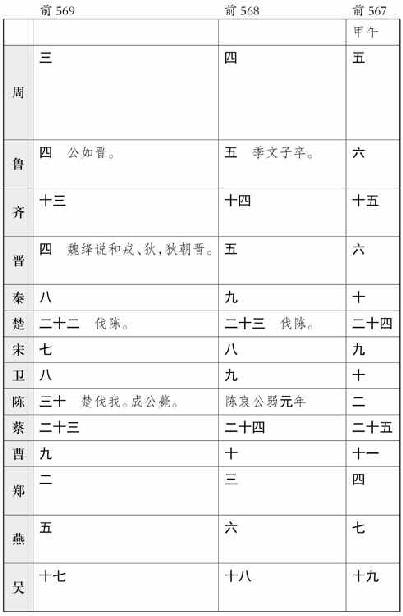 前 569 前 568 前 567
甲午
周 三 四 五
鲁 四 公如晋。 五 季文子卒。 六
齐 十三 十四 十五
晋 四 魏绛说和戎、狄,狄朝晋。 五 六
秦 八 九 十
楚 二十二 伐陈。 二十三 伐陈。 二十四
宋 七 八 九
卫 八 九 十
陈 三十 楚伐我。成公薨。 陈哀公弱元年 二
蔡 二十三 二十四 二十五
曹 九 十 十一
郑 二 三 四
燕 五 六 七
吴 十七 十八 十九